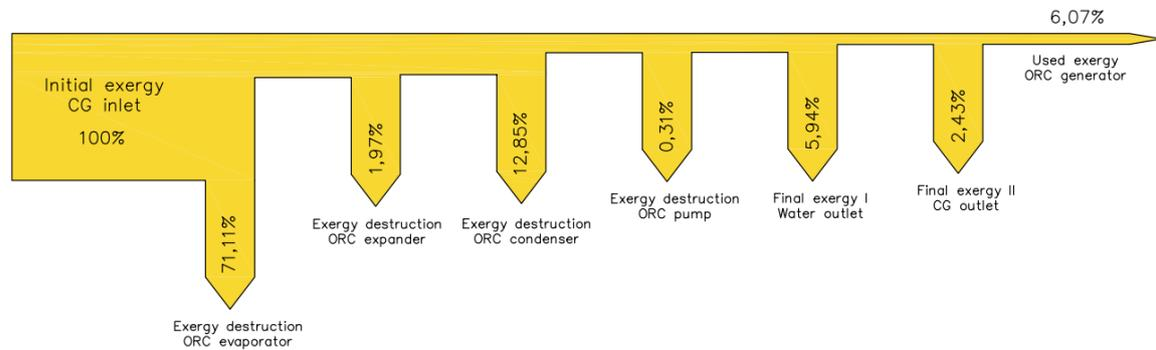 6,07%
Used exergy
ORC generator
Initial exergy
CG inlet
100%
71,11%
Exergy destruction
ORC evaporator
1,97%
Exergy destruction
ORC expander
12,85%
Exergy destruction
ORC condenser
0,31%
Exergy destruction
ORC pump
5,94%
Final exergy I
Water outlet
2,43%
Final exergy II
CG outlet